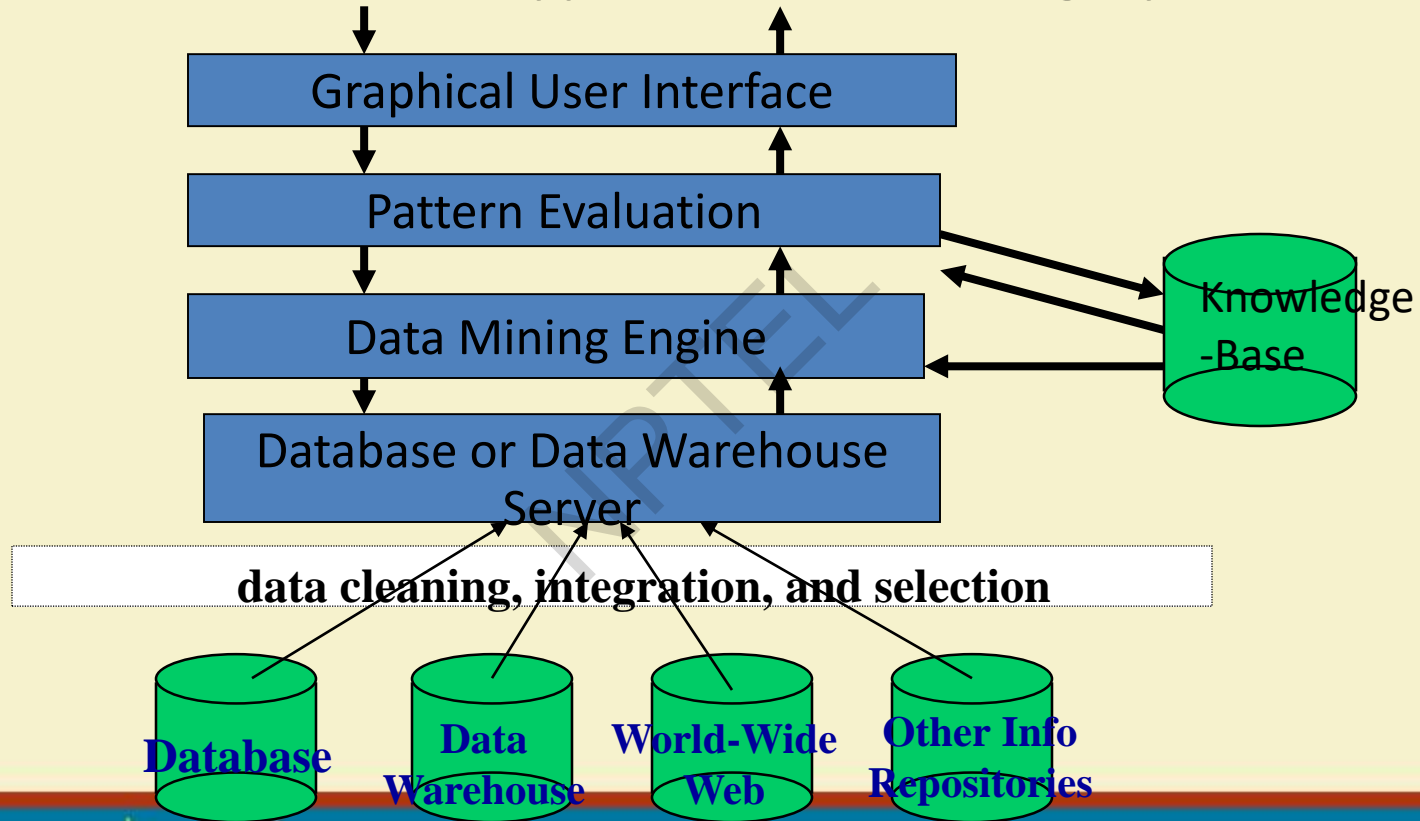 Graphical User Interface
Pattern Evaluation
Data Mining Engine
Knowledge
-Base
Database or Data Warehouse
Server
NPTEL
data cleaning, integration, and selection
Database
Data
Warehouse
World-Wide
Web
Other Info
Repositories